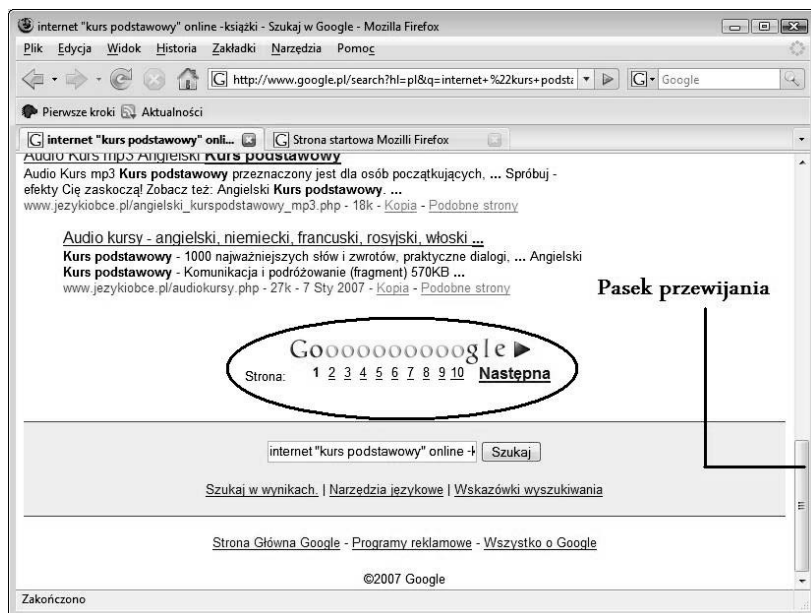 internet "kurs podstawowy" online -książki - Szukaj w Google - Mozilla Firefox
Plik Edycja Widok Historia Zakładki Narzędzia Pomoc
G http://www.google.pl/search?hl=pl&q=internet+%22kurs+podsta G Google
Pierwsze kroki Aktualności
G internet "kurs podstawowy" onli... G Strona startowa Mozilli Firefox
Audio Kurs mp3 Angielski Kurs podstawowy
Audio Kurs mp3 Kurs podstawowy przeznaczony jest dla osób początkujących, ... Spróbuj -
efekty Cię zaskoczą! Zobacz też: Angielski Kurs podstawowy. ...
www.jezykiobce.pl/angielski_kurspodstawowy_mp3.php - 18k - Kopia - Podobne strony
Audio kursy - angielski, niemiecki, francuski, rosyjski, włoski ...
Kurs podstawowy - 1000 najważniejszych słów i zwrotów, praktyczne dialogi, ... Angielski
Kurs podstawowy - Komunikacja i podróżowanie (fragment) 570KB ...
www.jezykiobce.pl/audiokursy.php - 27k - 7 Sty 2007 - Kopia - Podobne strony
Pasek przewijania
Goooooooooogle
Strona: 1 2 3 4 5 6 7 8 9 10 Następna
internet "kurs podstawowy" online -k Szukaj
Szukaj w wynikach. | Narzędzia językowe | Wskazówki wyszukiwania
Strona Główna Google - Programy reklamowe - Wszystko o Google
©2007 Google
Zakończono